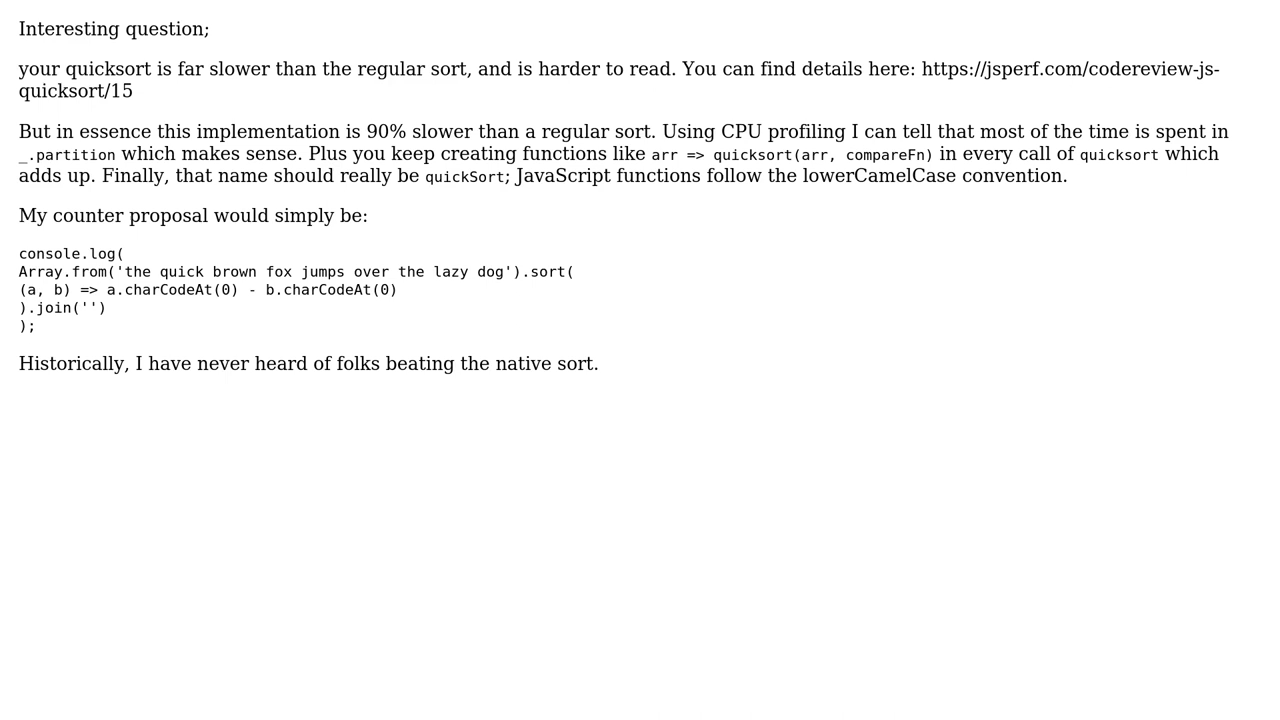 Interesting question;
your quicksort is far slower than the regular sort, and is harder to read. You can find details here: https://jsperf.com/codereview-js-
quicksort/15
But in essence this implementation is 90% slower than a regular sort. Using CPU profiling I can tell that most of the time is spent in
_.partition which makes sense. Plus you keep creating functions like arr => quicksort(arr, compareFn) in every call of quicksort which
adds up. Finally, that name should really be quickSort; JavaScript functions follow the lowerCamelCase convention.
My counter proposal would simply be:
console.log(
Array.from('the quick brown fox jumps over the lazy dog').sort(
(a, b) => a.charCodeAt(0) - b.charCodeAt(0)
).join('')
);
Historically, I have never heard of folks beating the native sort.